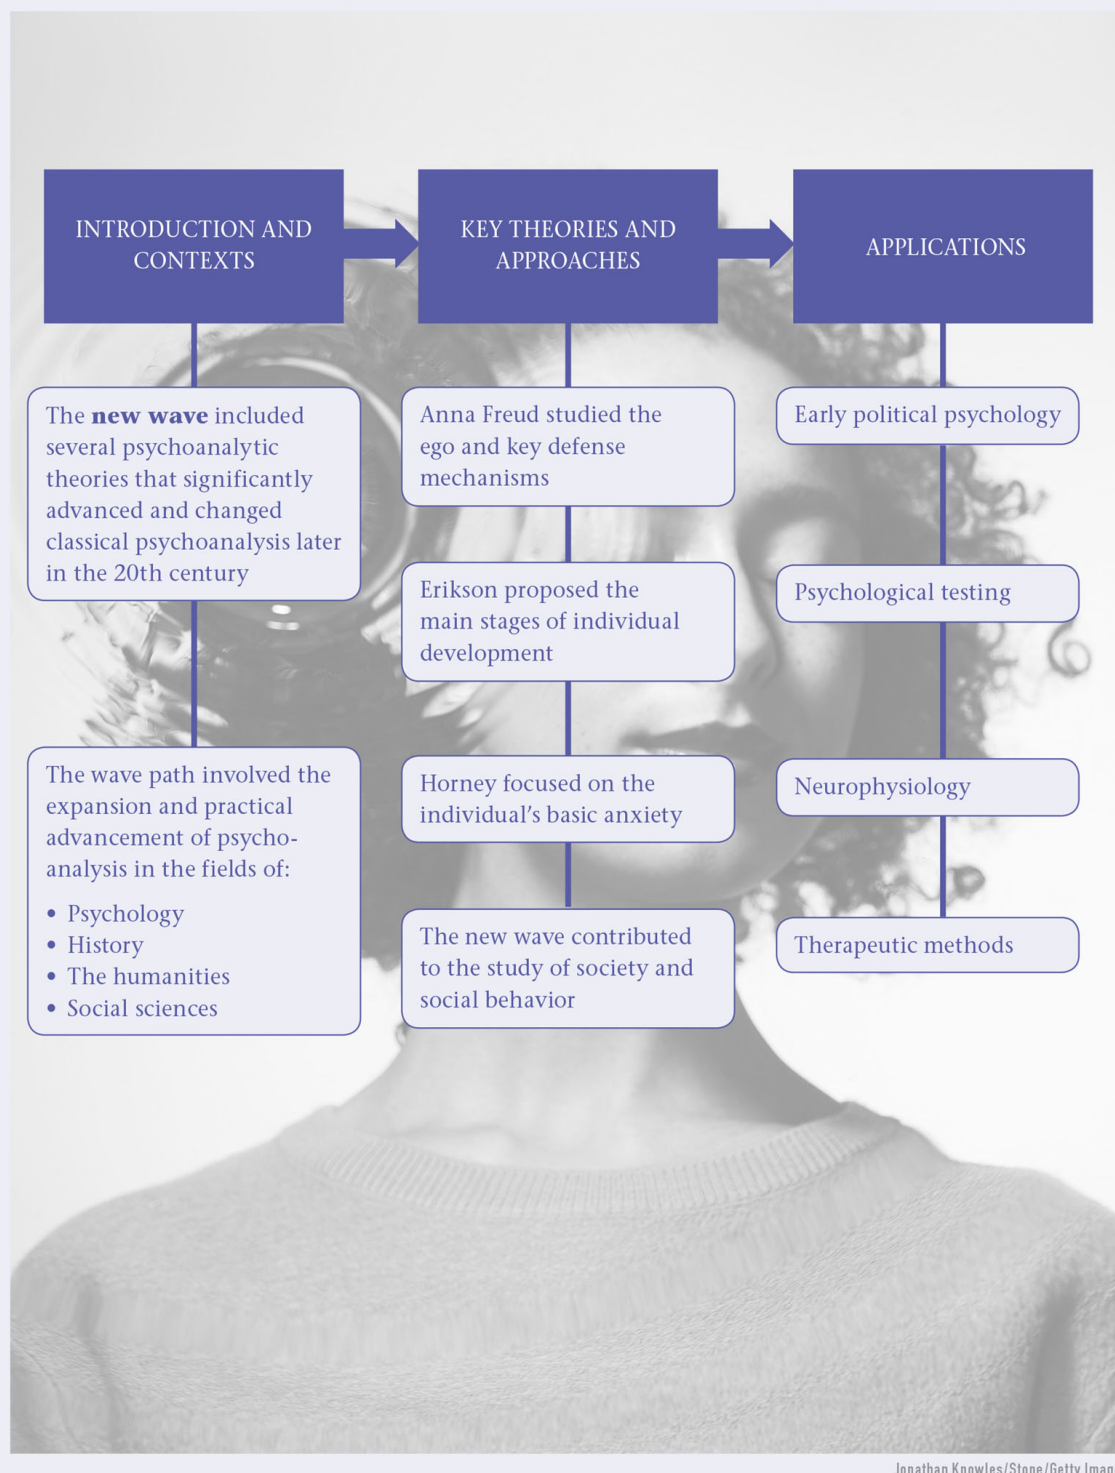 INTRODUCTION AND
CONTEXTS
The new wave included
several psychoanalytic
theories that significantly
advanced and changed
classical psychoanalysis later
in the 20th century
The wave path involved the
expansion and practical
advancement of psycho-
analysis in the fields of:
• Psychology
• History
• The humanities
• Social sciences
KEY THEORIES AND
APPROACHES
Anna Freud studied the
ego and key defense
mechanisms
Erikson proposed the
main stages of individual
development
Horney focused on the
individual’s basic anxiety
The new wave contributed
to the study of society and
social behavior
APPLICATIONS
Early political psychology
Psychological testing
Neurophysiology
Therapeutic methods
Jonathan Knowles/Stone/Getty Imag